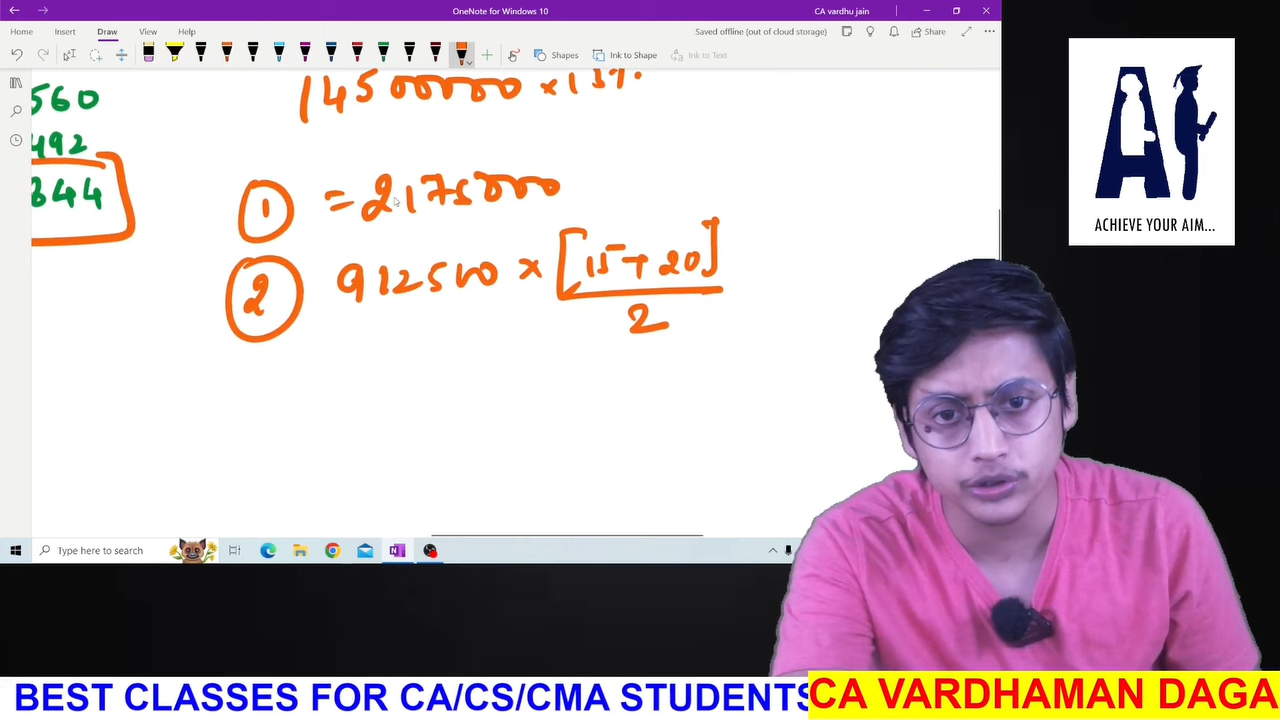 CA vardhu jain
OneNote for Windows 10
Home Insert Draw View Help
Saved offline (out of cloud storage)
Share
Shapes
Ink to Shape
Ink to Text
560
492
344
14500000 × 15%
1 = 2175000
2 912500 × [15+20]
2
ACHIEVE YOUR AIM...
Type here to search
BEST CLASSES FOR CA/CS/CMA STUDENTS
CA VARDHAMAN DAGA